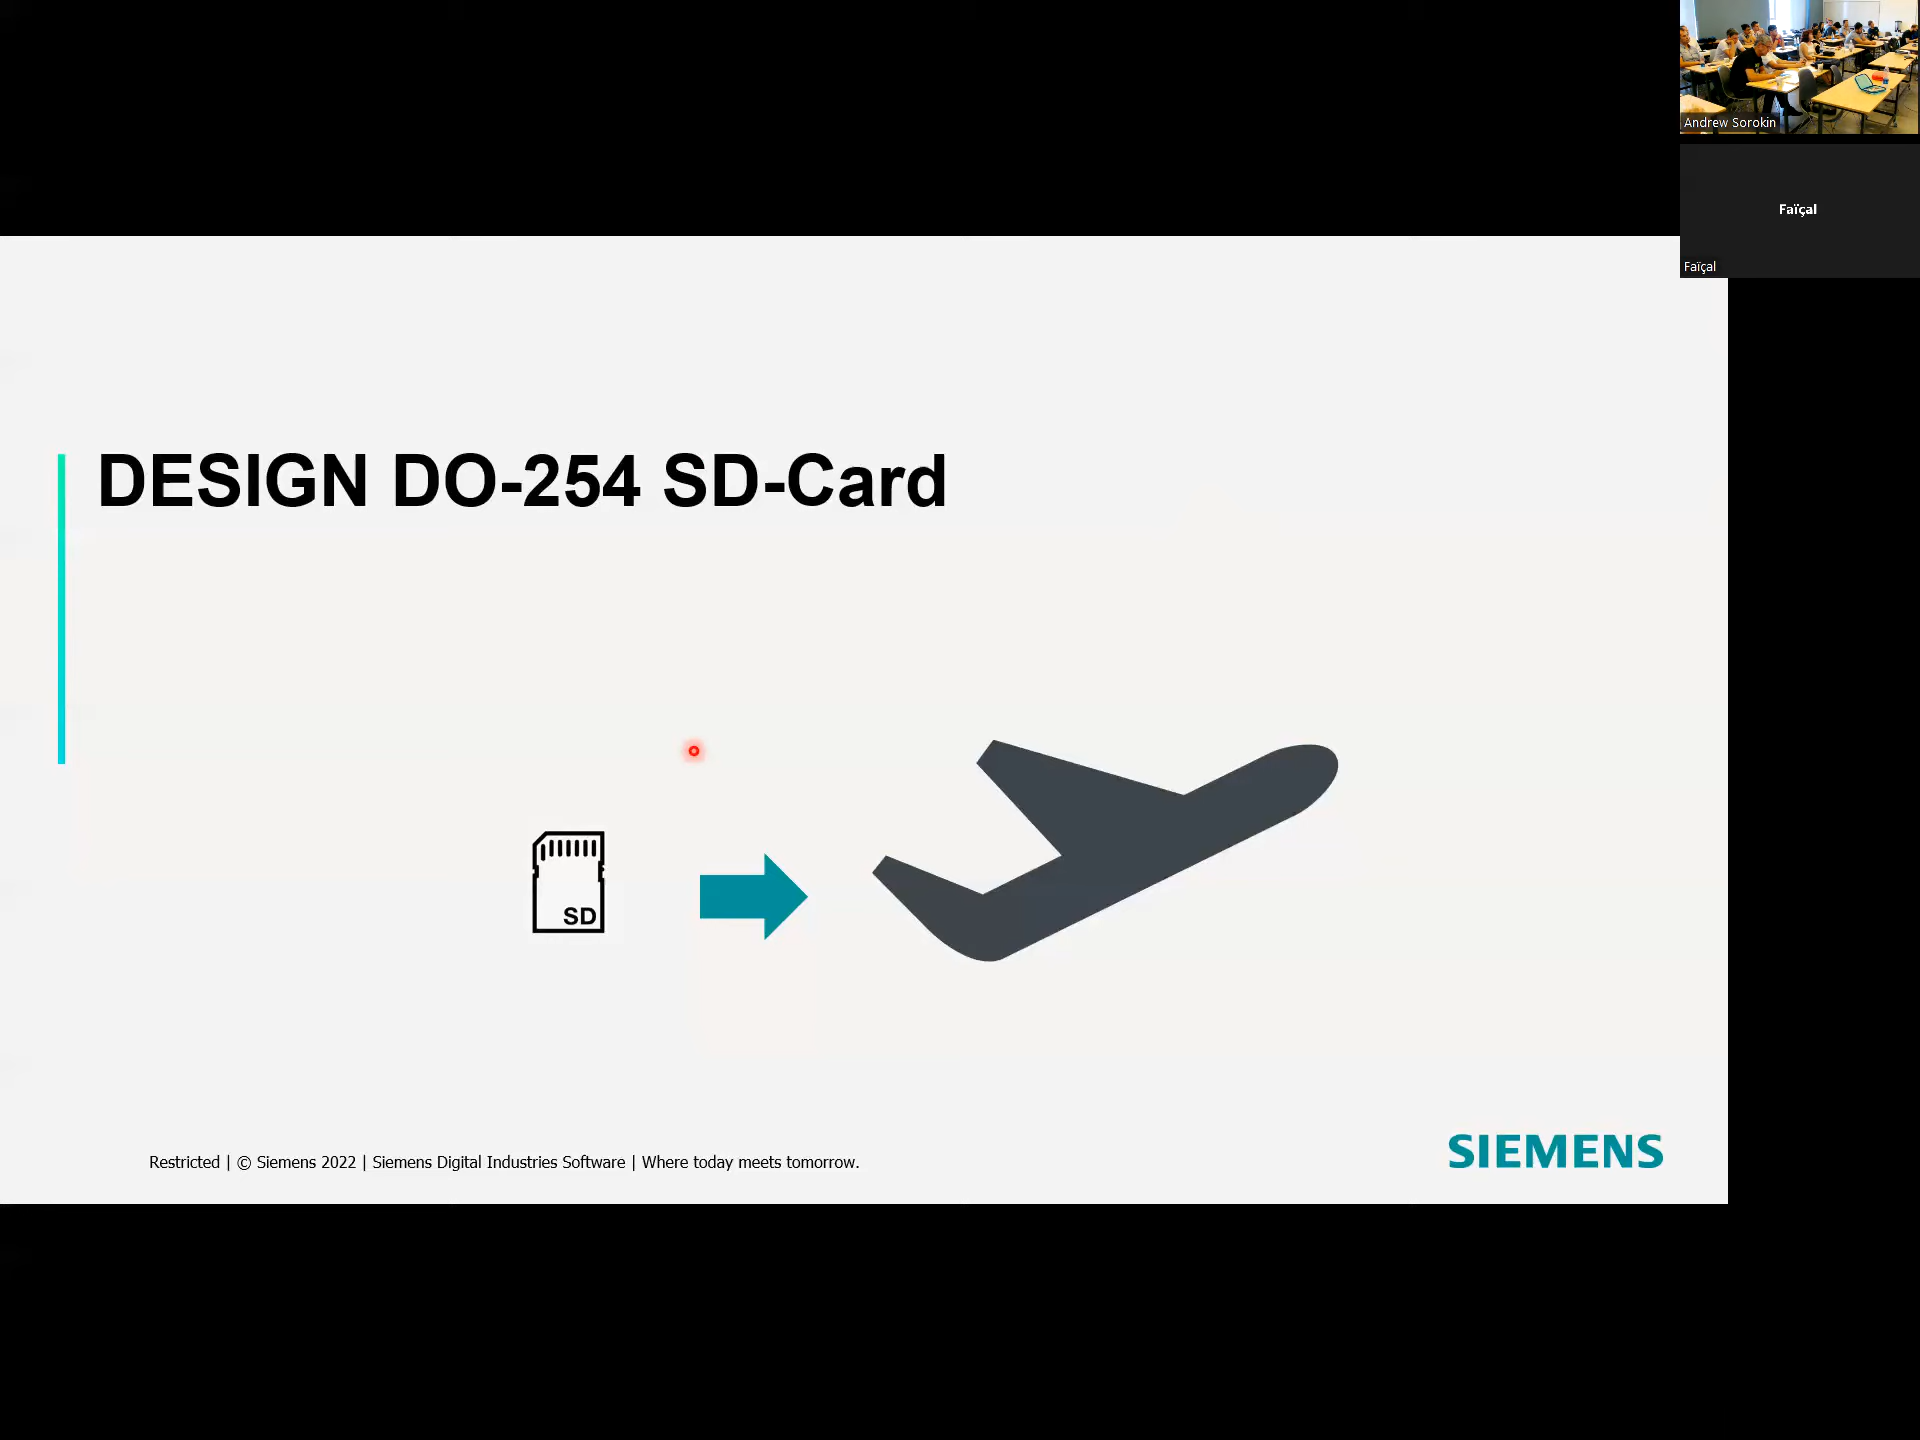 Andrew Sorokin
Faïçal
Faïçal
DESIGN DO-254 SD-Card
SD
Restricted | © Siemens 2022 | Siemens Digital Industries Software | Where today meets tomorrow.
SIEMENS